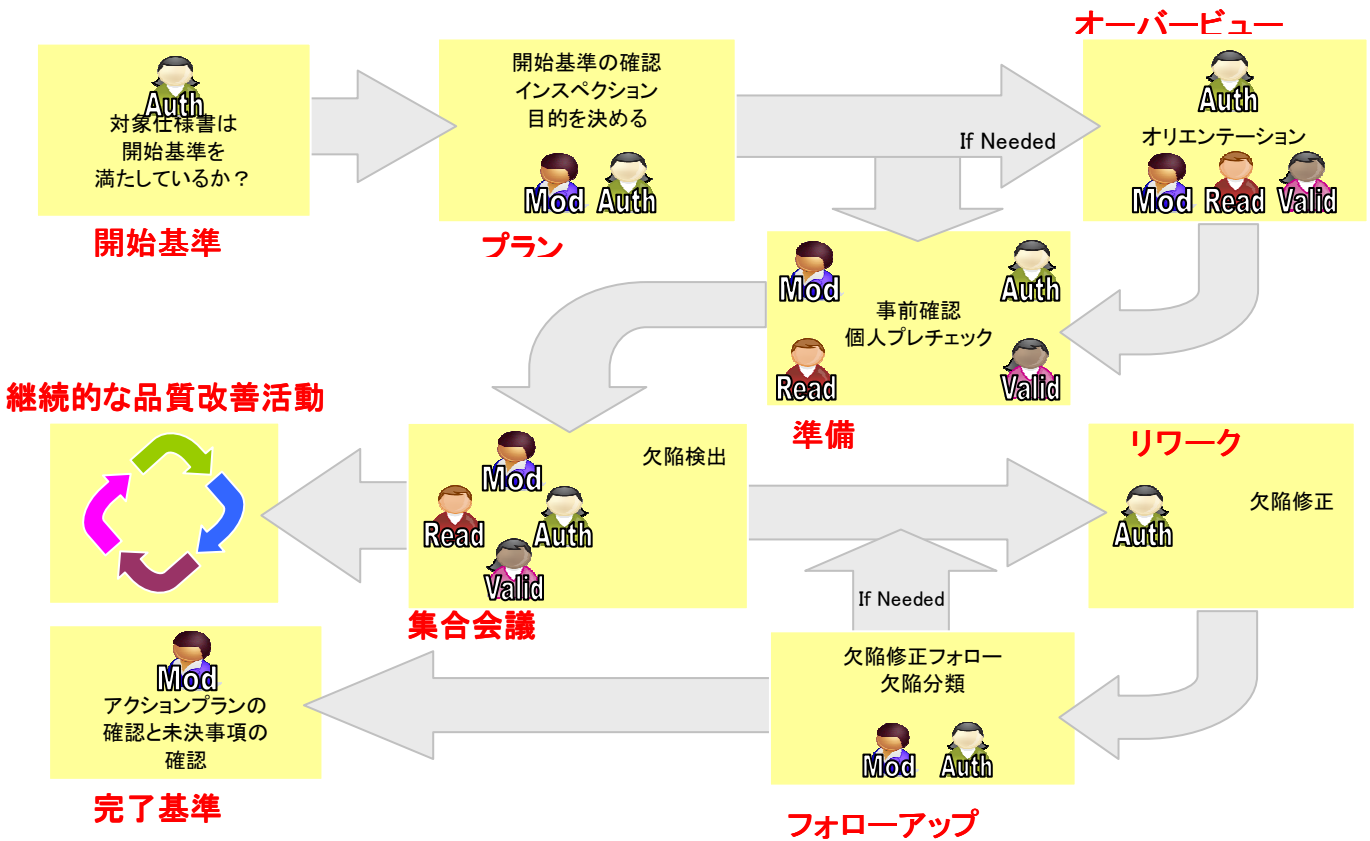 オーバービュー
Auth
対象仕様書は
開始基準を
満たしているか？
開始基準
開始基準の確認
インスペクション
目的を決める
Mod Auth
プラン
If Needed
Auth
オリエンテーション
Mod Read Valid
Mod Auth
事前確認
個人プレチェック
Read Valid
準備
継続的な品質改善活動
欠陥検出
Mod
Read Auth
Valid
集合会議
リワーク
欠陥修正
Auth
If Needed
欠陥修正フォロー
欠陥分類
Mod Auth
フォローアップ
Mod
アクションプランの
確認と未決事項の
確認
完了基準